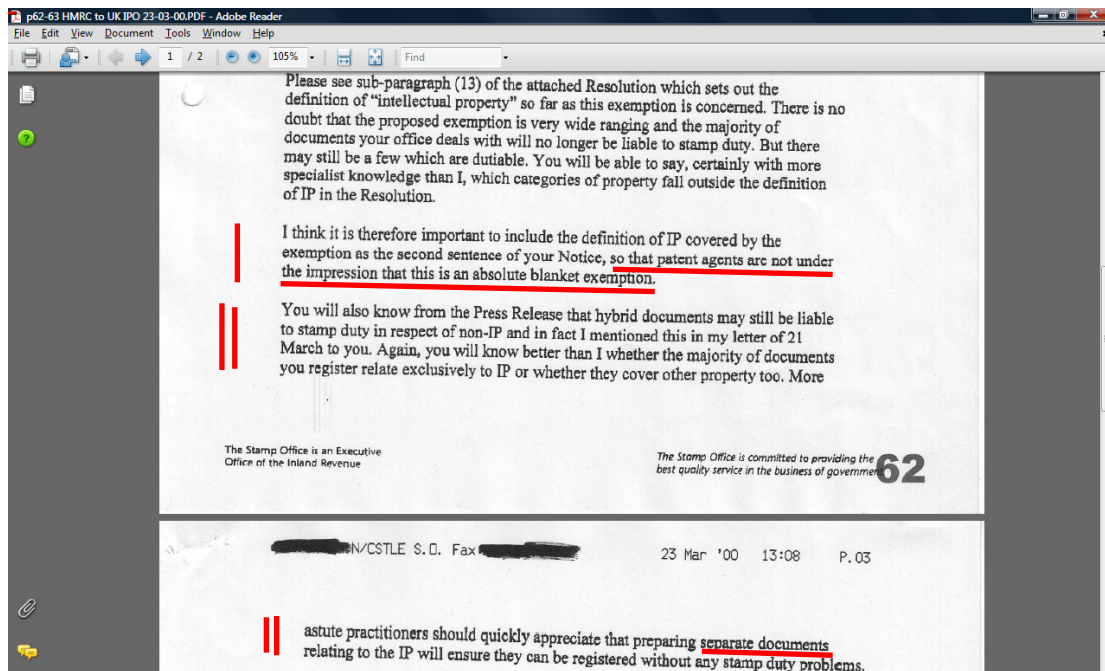 p62-63 HMRC to UK IPO 23-03-00.PDF - Adobe Reader
File Edit View Document Tools Window Help
1 / 2 105% Find
Please see sub-paragraph (13) of the attached Resolution which sets out the
definition of "intellectual property" so far as this exemption is concerned. There is no
doubt that the proposed exemption is very wide ranging and the majority of
documents your office deals with will no longer be liable to stamp duty. But there
may still be a few which are dutiable. You will be able to say, certainly with more
specialist knowledge than I, which categories of property fall outside the definition
of IP in the Resolution.
I think it is therefore important to include the definition of IP covered by the
exemption as the second sentence of your Notice, so that patent agents are not under
the impression that this is an absolute blanket exemption.
You will also know from the Press Release that hybrid documents may still be liable
to stamp duty in respect of non-IP and in fact I mentioned this in my letter of 21
March to you. Again, you will know better than I whether the majority of documents
you register relate exclusively to IP or whether they cover other property too. More
The Stamp Office is an Executive
Office of the Inland Revenue
The Stamp Office is committed to providing the
best quality service in the business of government
62
N/CSTLE S.O. Fax 23 Mar '00 13:08 P.03
astute practitioners should quickly appreciate that preparing separate documents
relating to the IP will ensure they can be registered without any stamp duty problems.